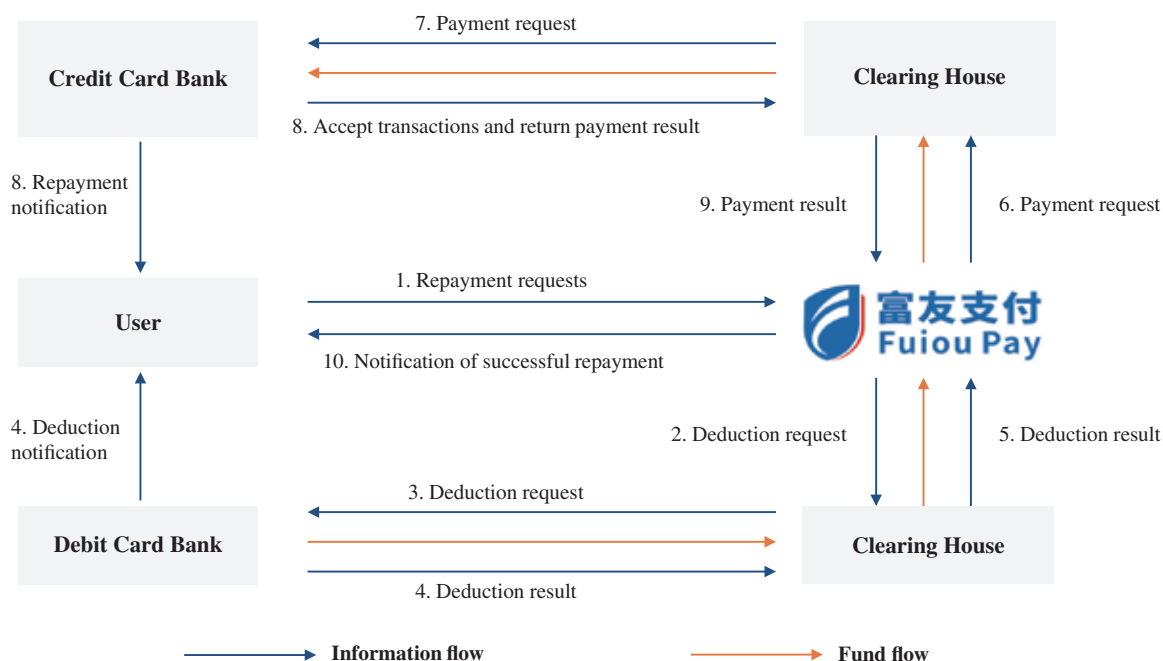 7. Payment request
Credit Card Bank
Clearing House
8. Accept transactions and return payment result
8. Repayment
notification
9. Payment result
6. Payment request
1. Repayment requests
User
富友支付
Fuiou Pay
10. Notification of successful repayment
4. Deduction
notification
2. Deduction request
5. Deduction result
3. Deduction request
Debit Card Bank
Clearing House
4. Deduction result
Information flow
Fund flow